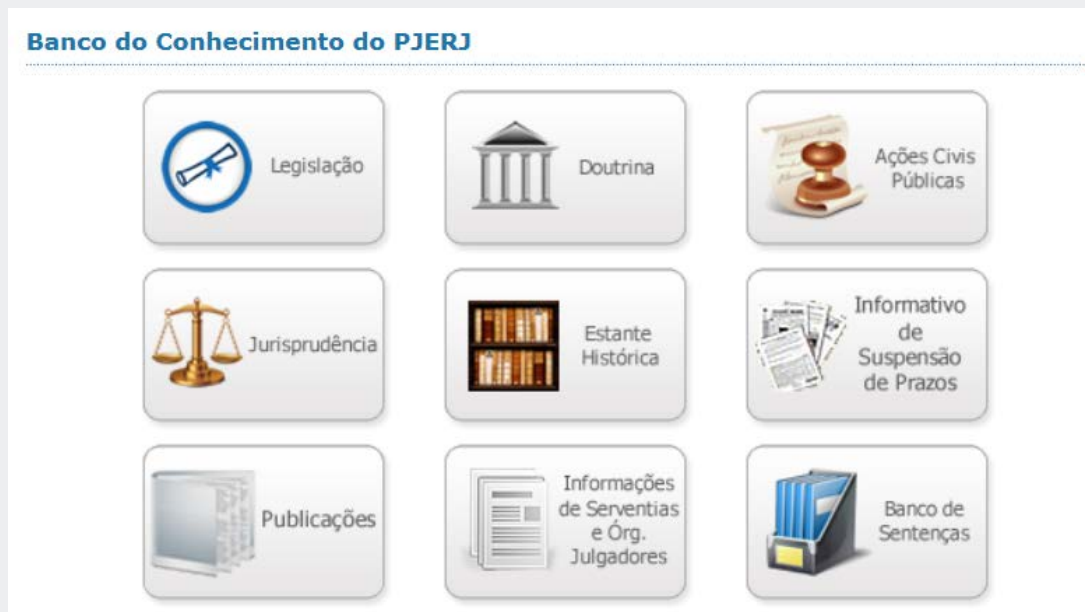 Banco do Conhecimento do PJERJ
Legislação
Doutrina
Ações Civis
Públicas
Jurisprudência
Estante
Histórica
Informativo
de
Suspensão
de Prazos
Publicações
Informações
de Serventias
e Órg.
Julgadores
Banco de
Sentenças